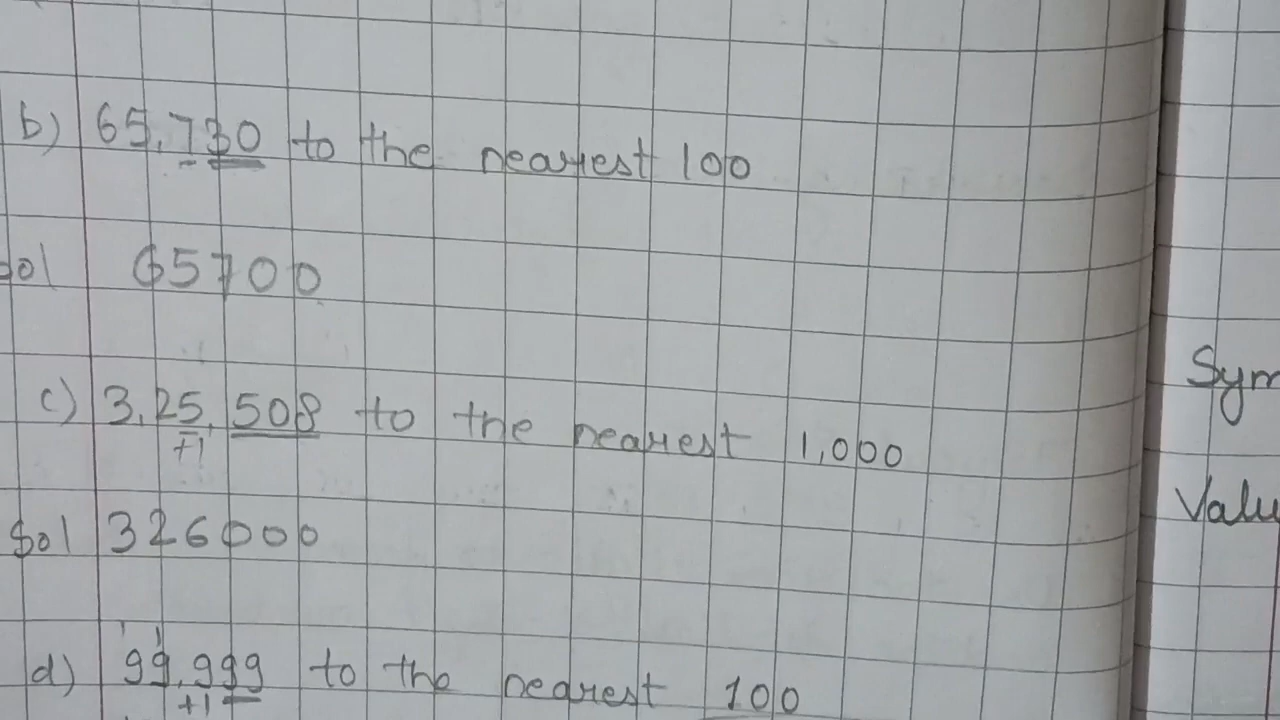 b) 65,730 to the nearest 100
Sol 65700
c) 3,25,508 to the nearest 1,000
+1
Sol 326000
d) 99,999 to the nearest 100
+1
Sym
Valu